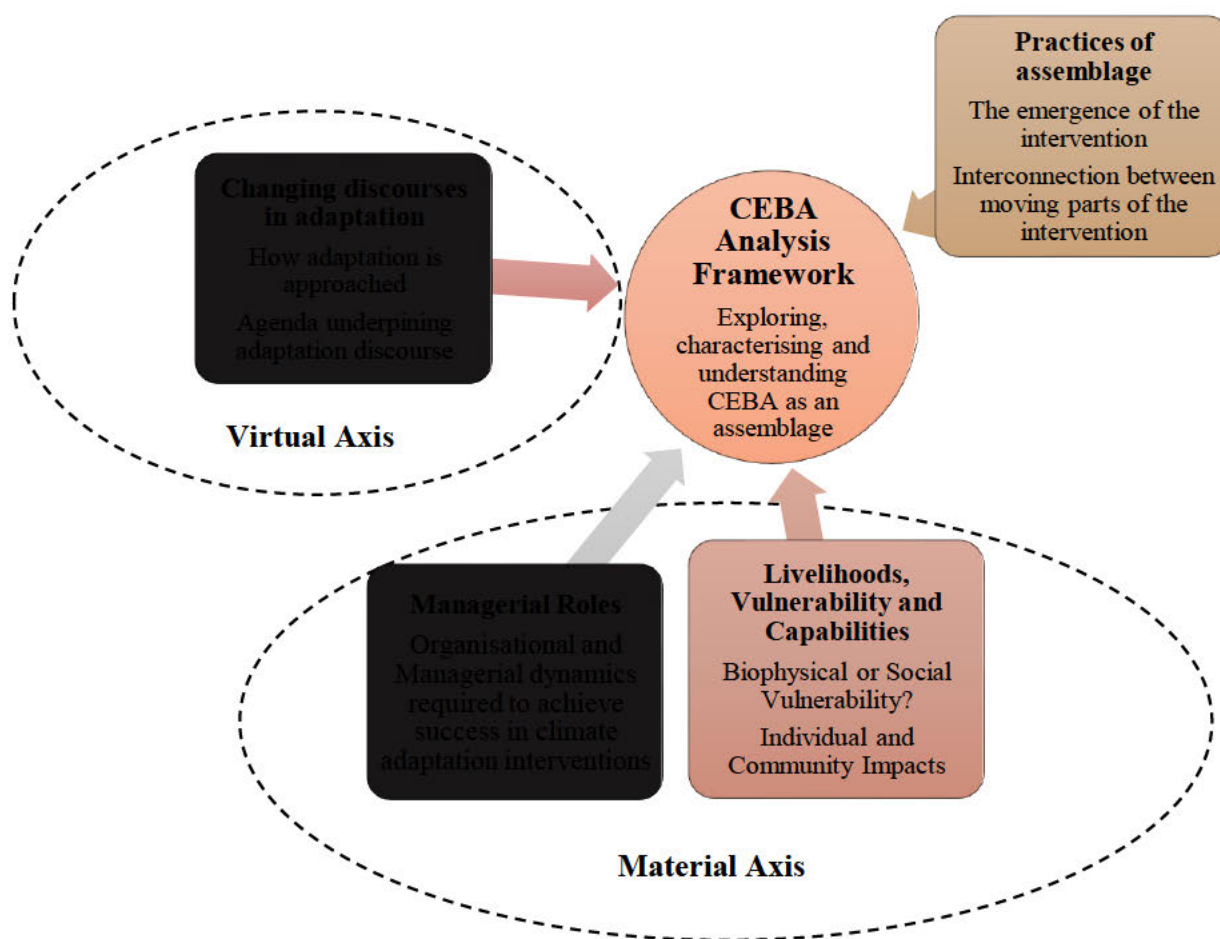 Practices of
assemblage
The emergence of the
intervention
Interconnection between
moving parts of the
intervention
Changing discourses
in adaptation
How adaptation is
approached
Agenda underpining
adaptation discourse
Virtual Axis
CEBA
Analysis
Framework
Exploring,
characterising and
understanding
CEBA as an
assemblage
Managerial Roles
Organisational and
Managerial dynamics
required to achieve
success in climate
adaptation interventions
Livelihoods,
Vulnerability and
Capabilities
Biophysical or Social
Vulnerability?
Individual and
Community Impacts
Material Axis